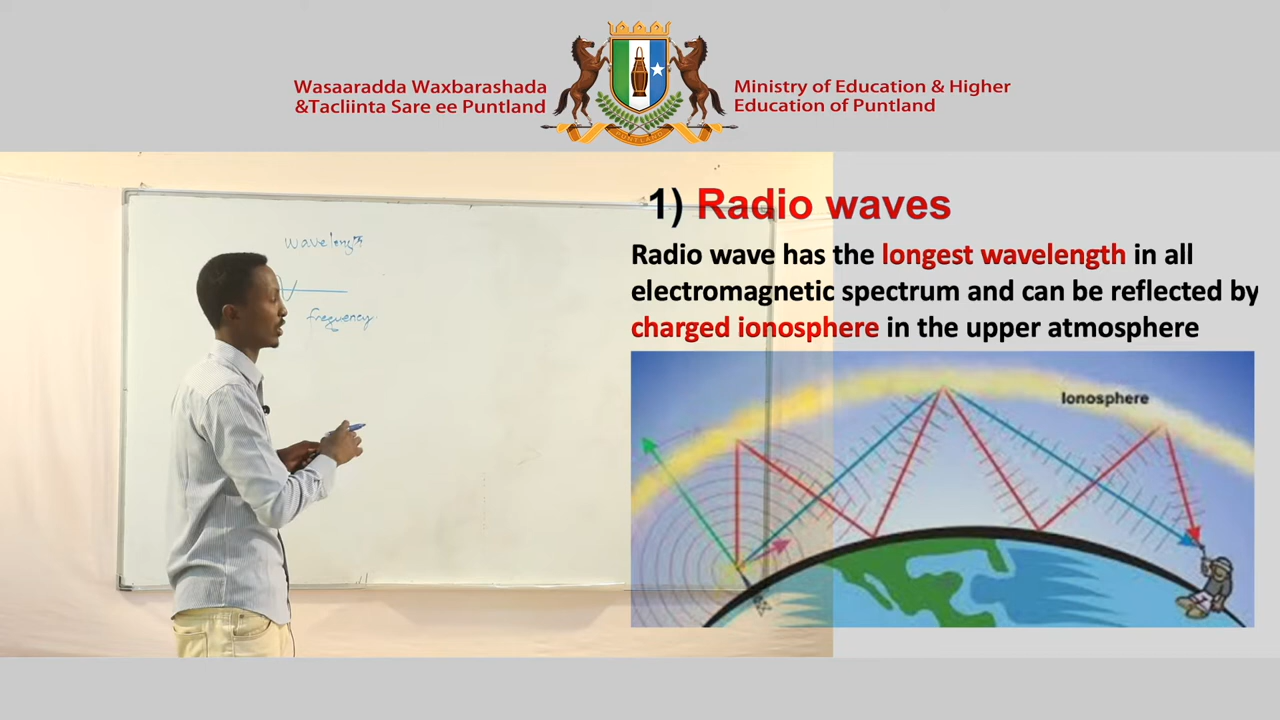 Wasaaradda Waxbarashada
&Tacliinta Sare ee Puntland
Ministry of Education & Higher
Education of Puntland
PUNTLAND
wavelength
frequency
1) Radio waves
Radio wave has the longest wavelength in all
electromagnetic spectrum and can be reflected by
charged ionosphere in the upper atmosphere
Ionosphere